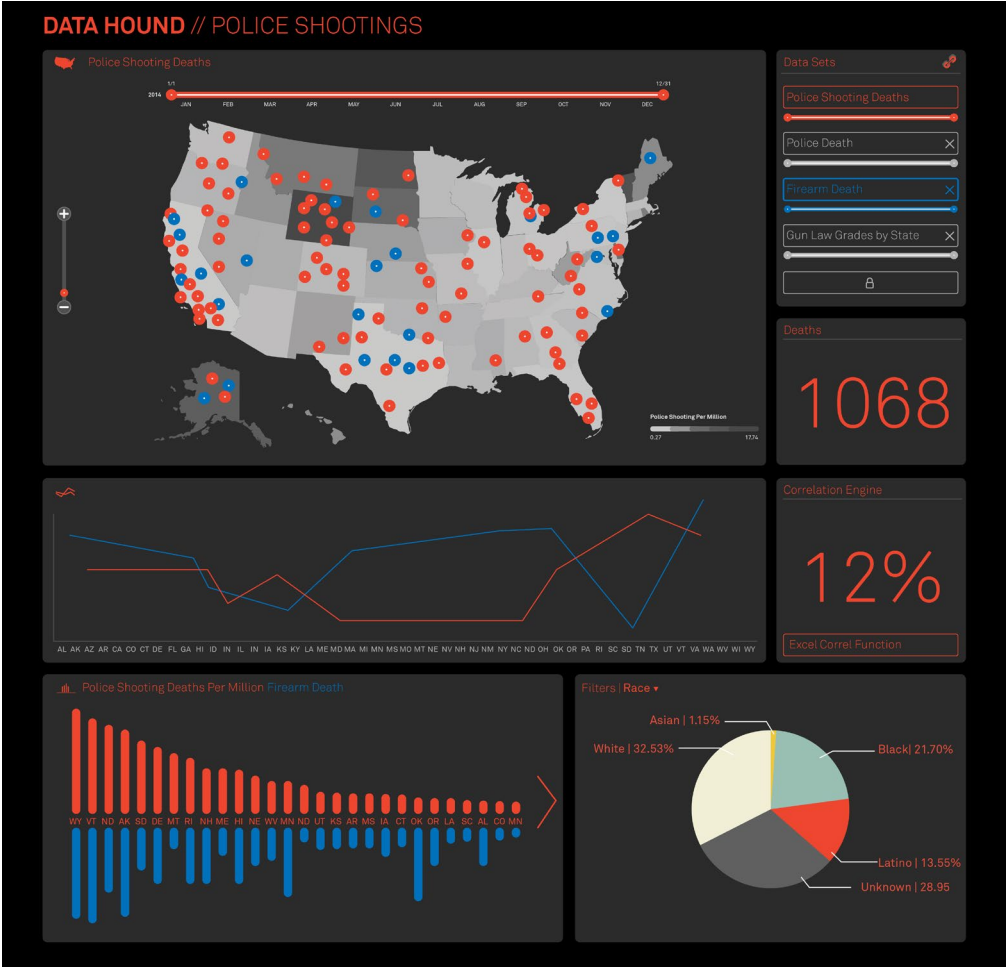 DATA HOUND // POLICE SHOOTINGS
Police Shooting Deaths
1/1
12/31
2014
JAN FEB MAR APR MAY JUN JUL AUG SEP OCT NOV DEC
Police Shooting Per Million
0.27 17.74
Data Sets
Police Shooting Deaths
Police Death
Firearm Death
Gun Law Grades by State
Deaths
1068
AL AK AZ AR CA CO CT DE FL GA HI ID IN IL IN IA KS KY LA ME MD MA MI MN MS MO MT NE NV NH NJ NM NY NC ND OH OK OR PA RI SC SD TN TX UT VT VA WA WV WI WY
Correlation Engine
12%
Excel Correl Function
Police Shooting Deaths Per Million Firearm Death
WY VT ND AK SD DE MT RI NH ME HI NE WV MN ND UT KS AR MS IA CT OK OR LA SC AL CO MN
Filters | Race ▾
Asian | 1.15%
White | 32.53%
Black| 21.70%
Latino | 13.55%
Unknown | 28.95